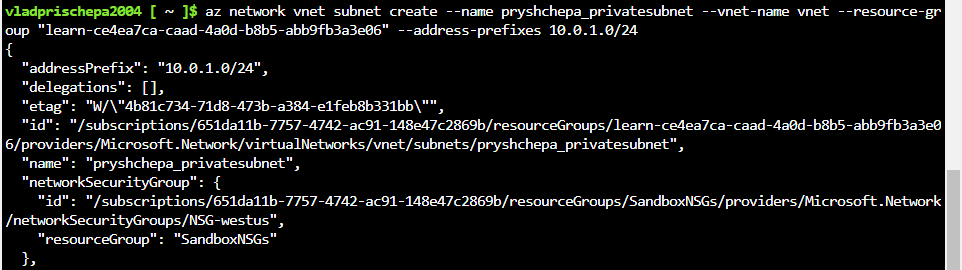 vladprischepa2004 [ ~ ]$ az network vnet subnet create --name pryshchepa_privatesubnet --vnet-name vnet --resource-gr
oup "learn-ce4ea7ca-caad-4a0d-b8b5-abb9fb3a3e06" --address-prefixes 10.0.1.0/24
{
  "addressPrefix": "10.0.1.0/24",
  "delegations": [],
  "etag": "W/\"4b81c734-71d8-473b-a384-e1feb8b331bb\"",
  "id": "/subscriptions/651da11b-7757-4742-ac91-148e47c2869b/resourceGroups/learn-ce4ea7ca-caad-4a0d-b8b5-abb9fb3a3e0
6/providers/Microsoft.Network/virtualNetworks/vnet/subnets/pryshchepa_privatesubnet",
  "name": "pryshchepa_privatesubnet",
  "networkSecurityGroup": {
    "id": "/subscriptions/651da11b-7757-4742-ac91-148e47c2869b/resourceGroups/SandboxNSGs/providers/Microsoft.Network
/networkSecurityGroups/NSG-westus",
    "resourceGroup": "SandboxNSGs"
  },